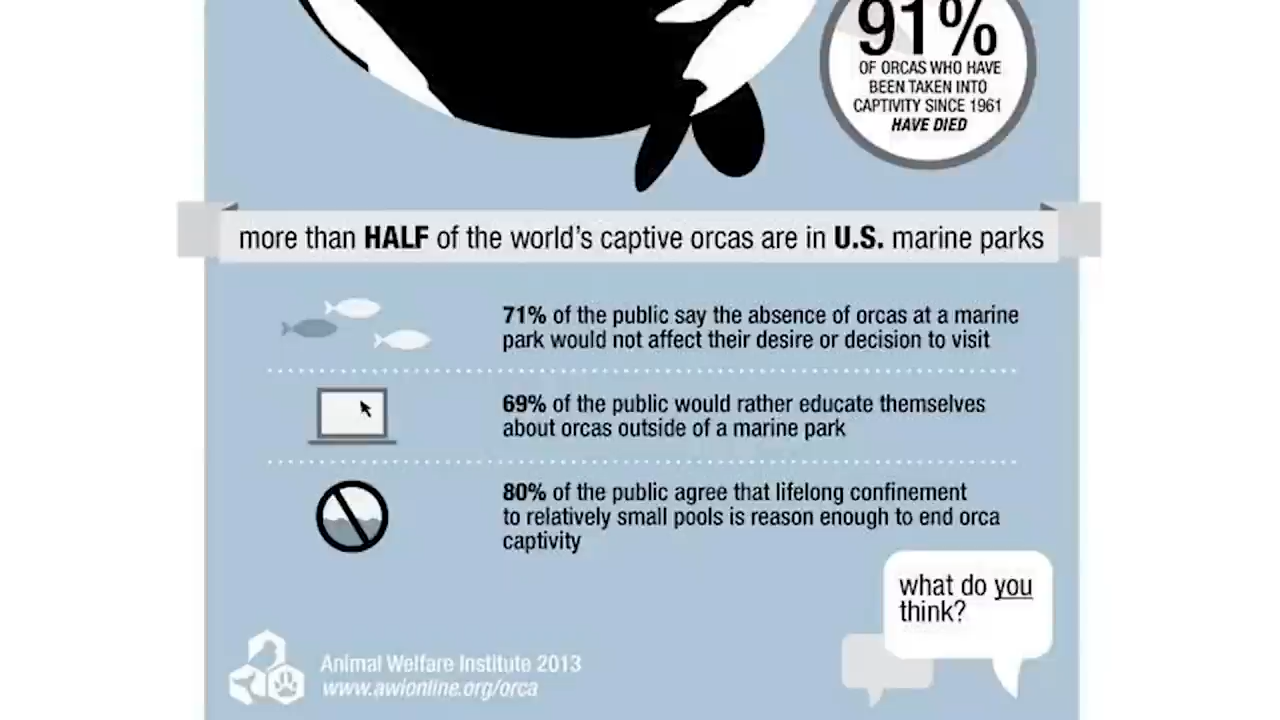 91%
OF ORCAS WHO HAVE
BEEN TAKEN INTO
CAPTIVITY SINCE 1961
HAVE DIED
more than HALF of the world's captive orcas are in U.S. marine parks
71% of the public say the absence of orcas at a marine
park would not affect their desire or decision to visit
69% of the public would rather educate themselves
about orcas outside of a marine park
80% of the public agree that lifelong confinement
to relatively small pools is reason enough to end orca
captivity
what do you
think?
Animal Welfare Institute 2013
www.awionline.org/orca